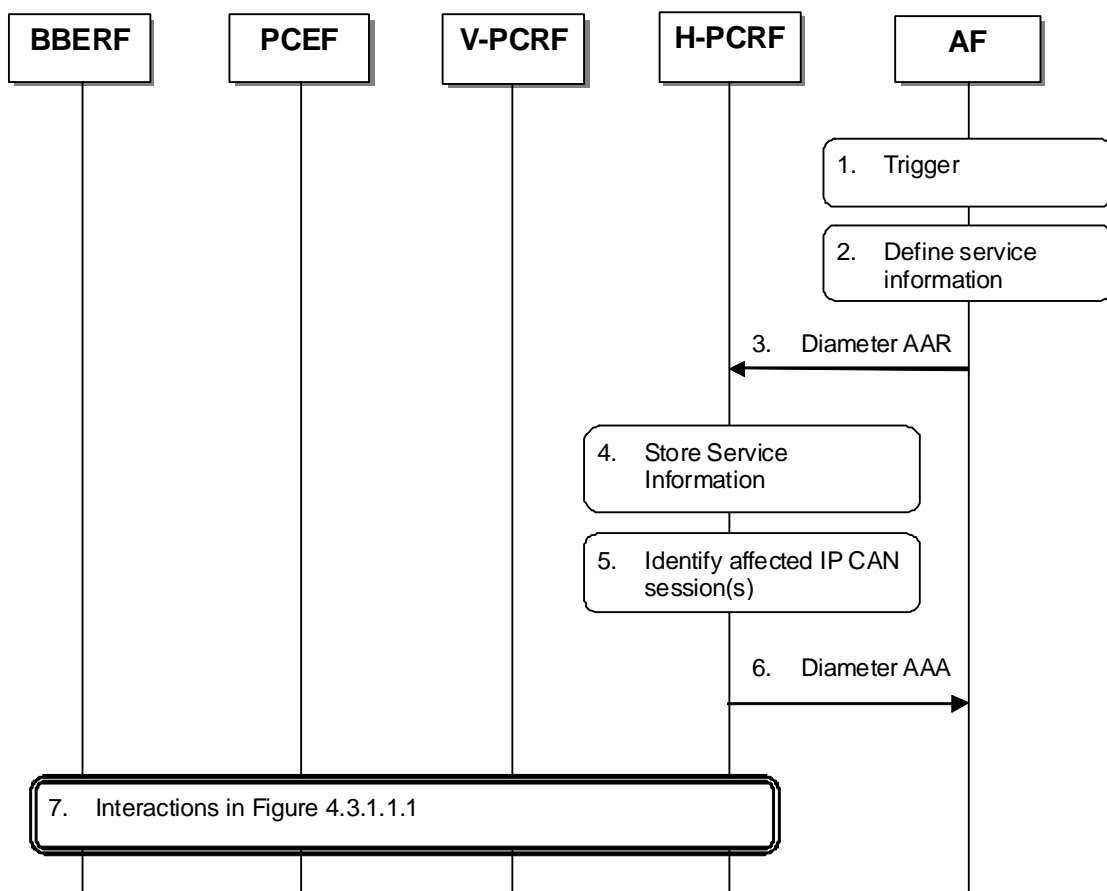 BBERF
PCEF
V-PCRF
H-PCRF
AF
1. Trigger
2. Define service
information
3. Diameter AAR
4. Store Service
Information
5. Identify affected IP CAN
session(s)
6. Diameter AAA
7. Interactions in Figure 4.3.1.1.1